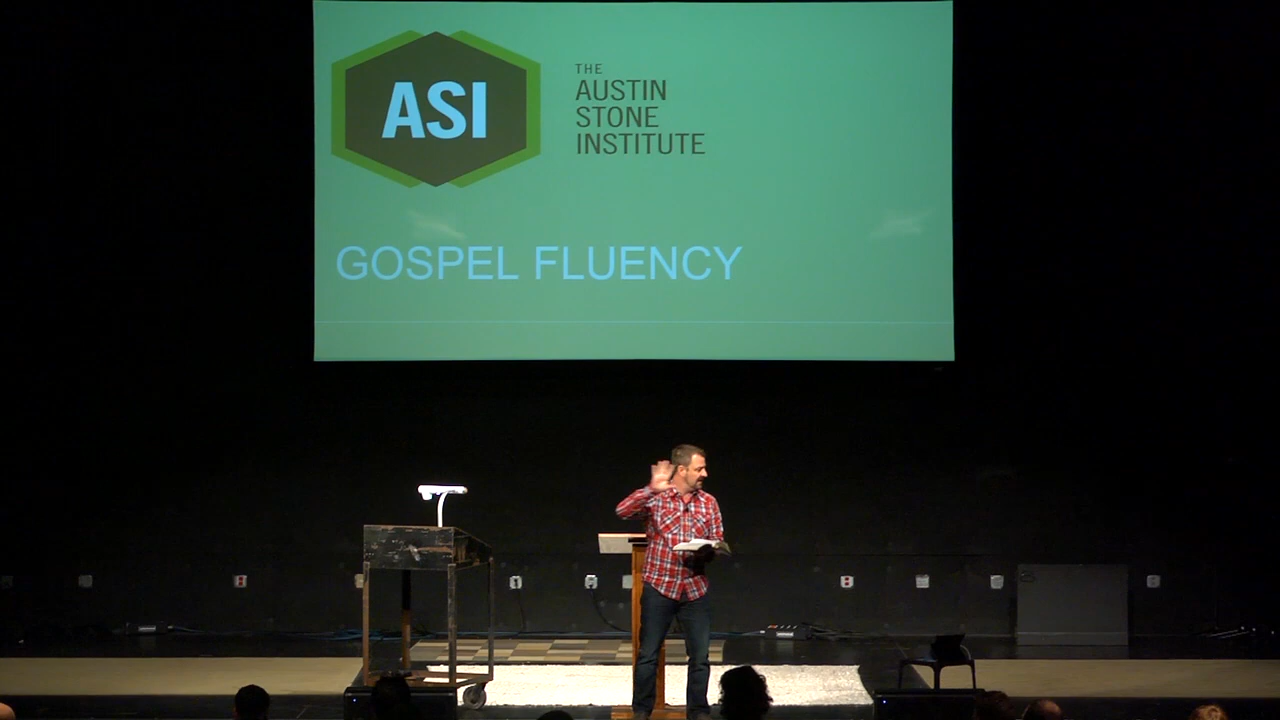 ASI
THE
AUSTIN
STONE
INSTITUTE
GOSPEL FLUENCY